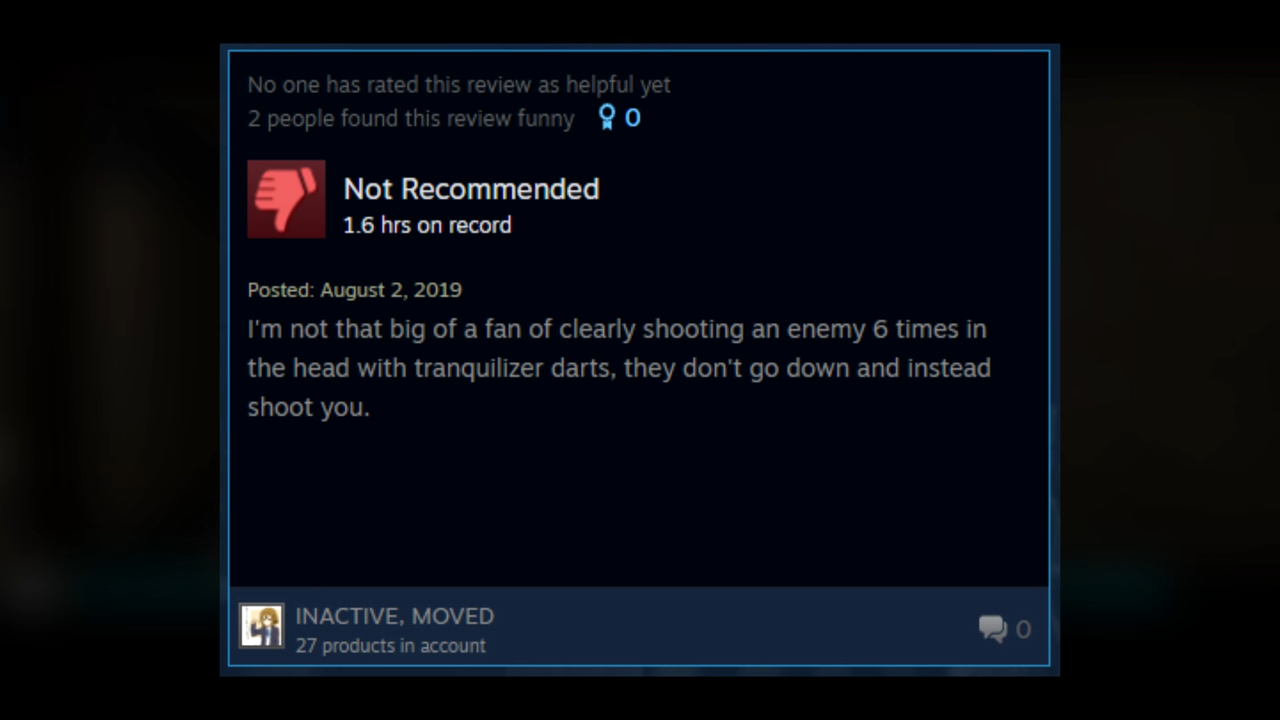 No one has rated this review as helpful yet
2 people found this review funny 0
Not Recommended
1.6 hrs on record
Posted: August 2, 2019
I'm not that big of a fan of clearly shooting an enemy 6 times in
the head with tranquilizer darts, they don't go down and instead
shoot you.
INACTIVE, MOVED
27 products in account
0